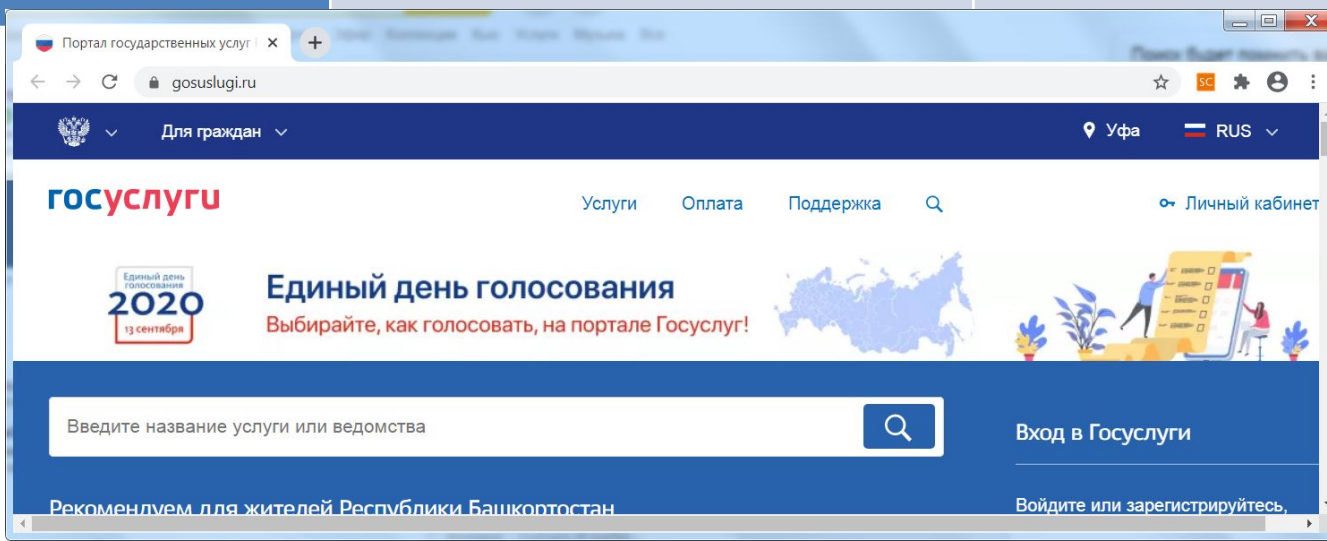 Портал государственных услуг
gosuslugi.ru
SC
Для граждан
Уфа
RUS
госуслуги
Услуги
Оплата
Поддержка
Личный кабинет
Единый день
голосования
2020
13 сентября
Единый день голосования
Выбирайте, как голосовать, на портале Госуслуг!
Введите название услуги или ведомства
Вход в Госуслуги
Рекомендуем для жителей Республики Башкортостан
Войдите или зарегистрируйтесь,